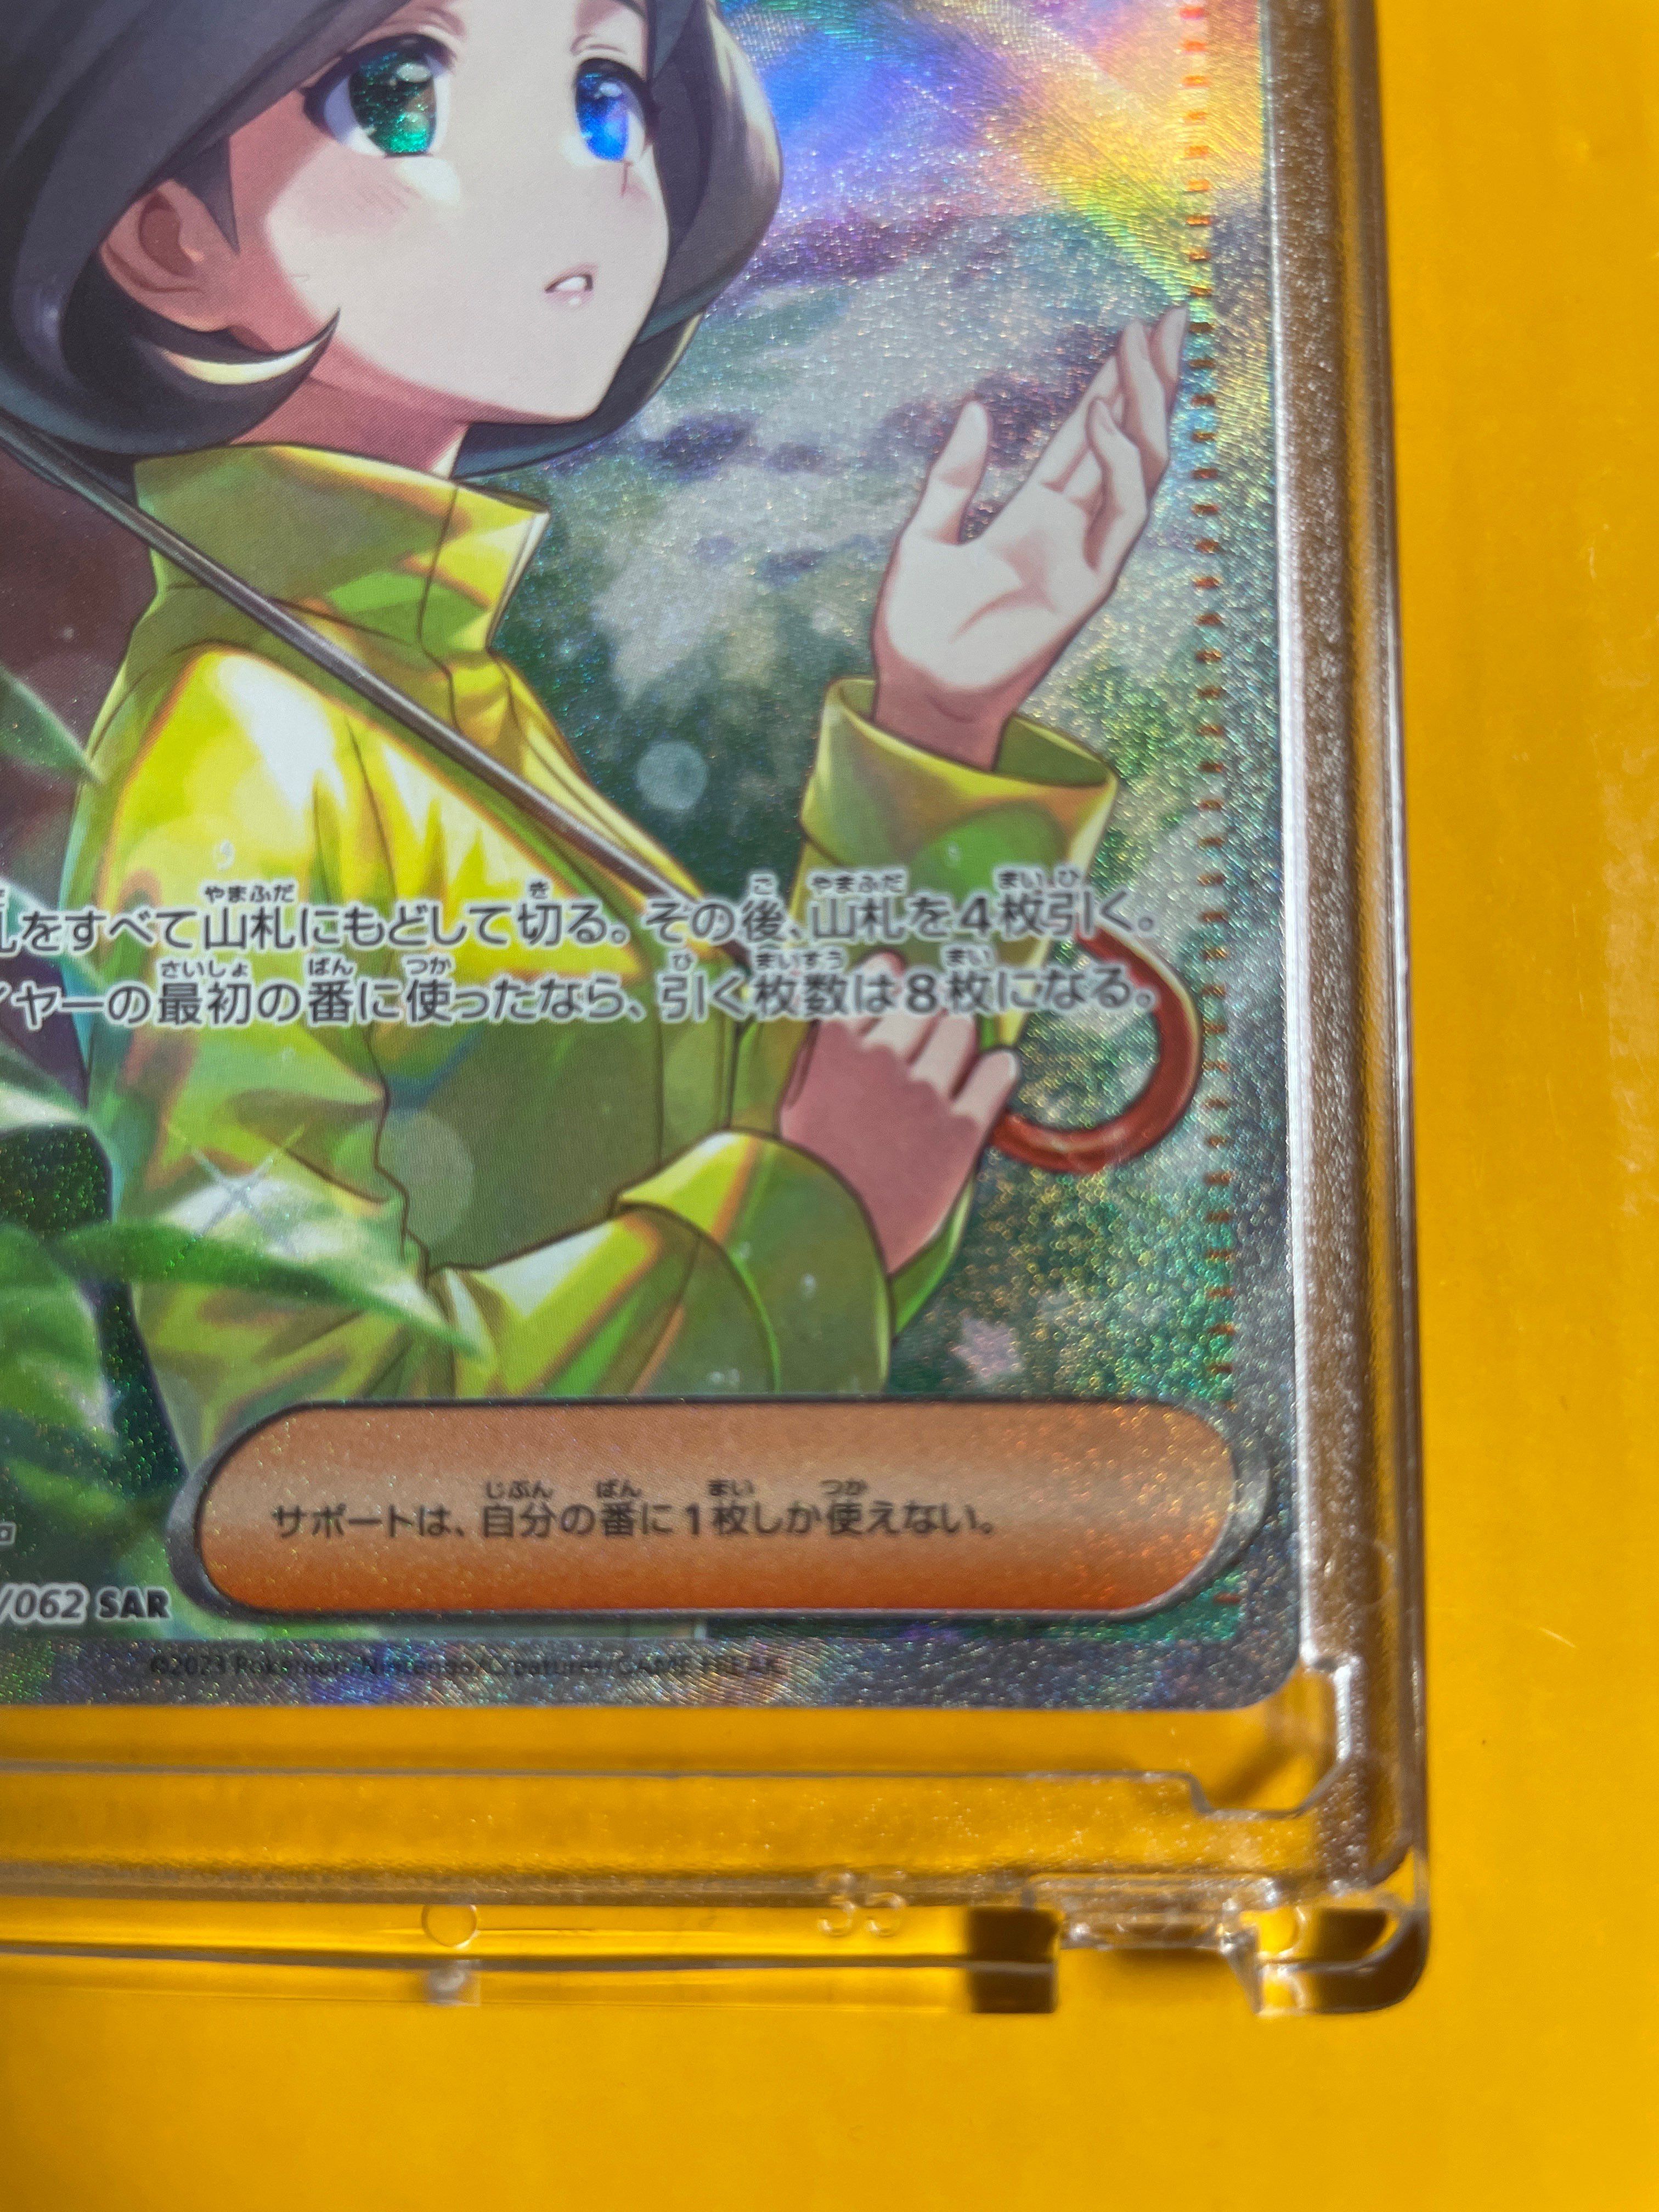 札をすべて山札にもどして切る。その後、山札を4枚引く。
イヤーの最初の番に使ったなら、引く枚数は8枚になる。
サポートは、自分の番に1枚しか使えない。
/062 SAR
©2023 Pokémon/Nintendo/Creatures/GAME FREAK.
35